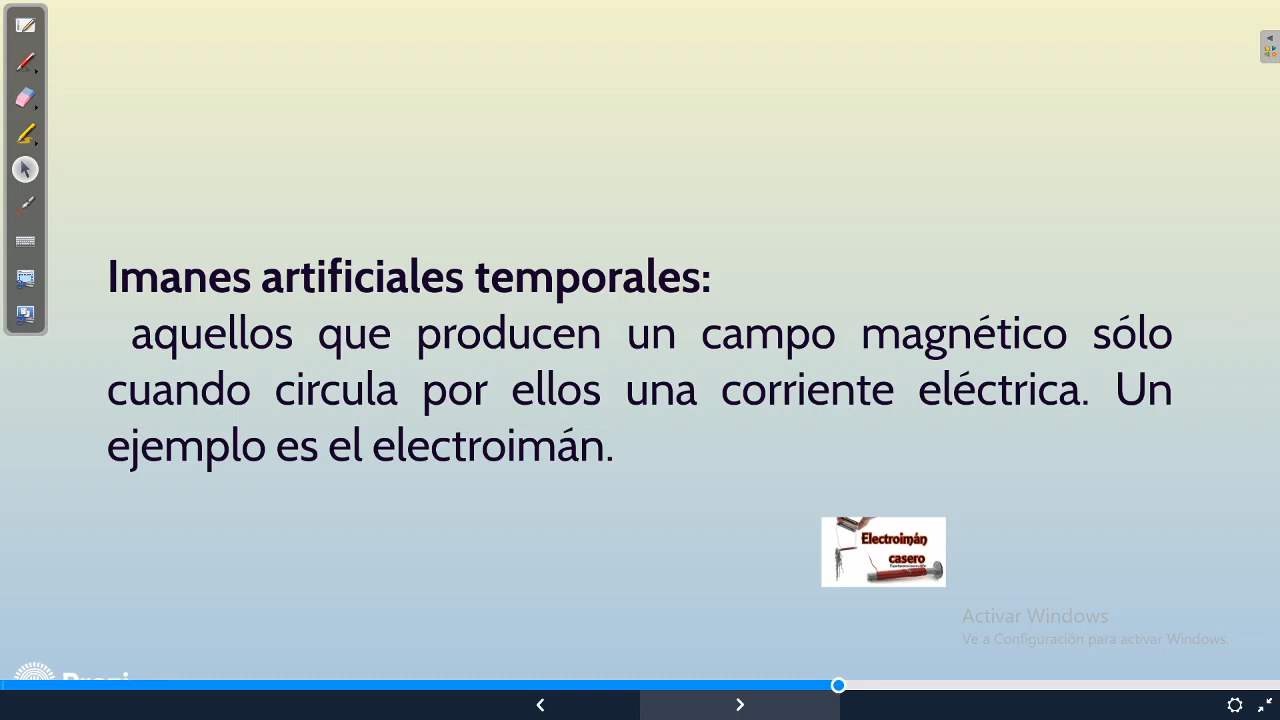 Imanes artificiales temporales:
aquellos que producen un campo magnético sólo
cuando circula por ellos una corriente eléctrica. Un
ejemplo es el electroimán.
Electroimán
casero
Activar Windows
Ve a Configuración para activar Windows.
Prezi